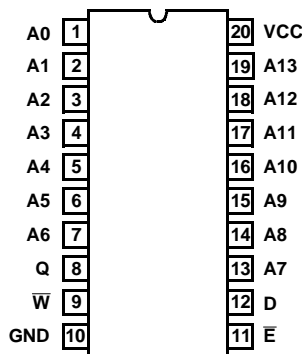 A0 1 20 VCC
A1 2 19 A13
A2 3 18 A12
A3 4 17 A11
A4 5 16 A10
A5 6 15 A9
A6 7 14 A8
Q 8 13 A7
W̅ 9 12 D
GND 10 11 E̅